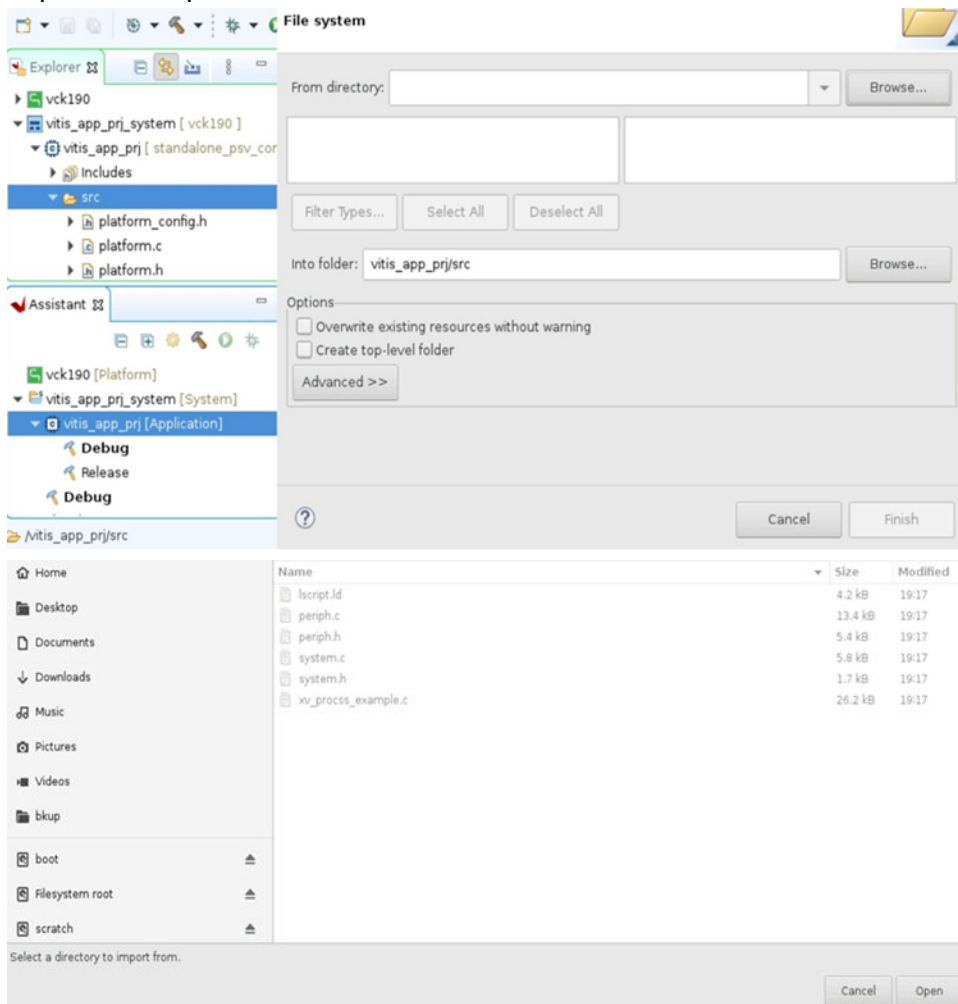 File system
Explorer
vck190
vitis_app_prj_system [ vck190 ]
vitis_app_prj [ standalone_psv_cor
Includes
src
platform_config.h
platform.c
platform.h
Assistant
vck190 [Platform]
vitis_app_prj_system [System]
vitis_app_prj [Application]
Debug
Release
Debug
/vitis_app_prj/src
From directory:
Browse...
Filter Types...
Select All
Deselect All
Into folder:
vitis_app_prj/src
Browse...
Options
Overwrite existing resources without warning
Create top-level folder
Advanced >>
Cancel
Finish
Home
Desktop
Documents
Downloads
Music
Pictures
Videos
bkup
boot
Filesystem root
scratch
Name Size Modified
lscript.ld 4.2 kB 19:17
periph.c 13.4 kB 19:17
periph.h 5.4 kB 19:17
system.c 5.8 kB 19:17
system.h 1.7 kB 19:17
xv_procss_example.c 26.2 kB 19:17
Select a directory to import from.
Cancel
Open